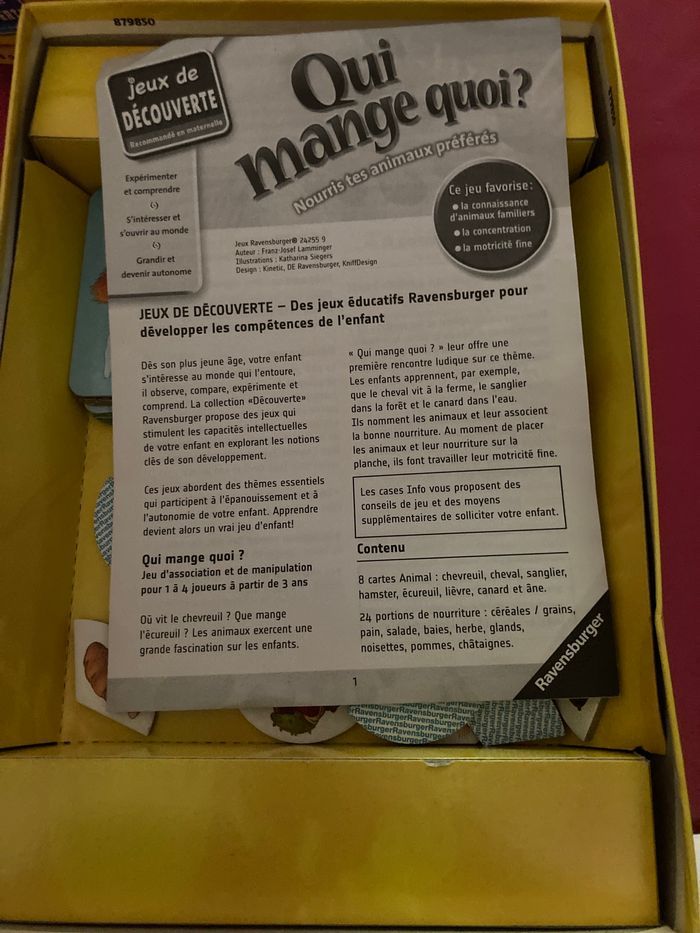 879850
jeux de
DÉCOUVERTE
Recommandé en maternelle
Qui
mange quoi?
Nourris tes animaux préférés
Expérimenter
et comprendre
S'intéresser et
s'ouvrir au monde
Grandir et
devenir autonome
Ce jeu favorise:
● la connaissance
d'animaux familiers
● la concentration
● la motricité fine
Jeux Ravensburger® 24255 9
Auteur : Franz-Josef Lamminger
Illustrations : Katharina Siegers
Design : Kinetic, DE Ravensburger, KniffDesign
JEUX DE DÉCOUVERTE – Des jeux éducatifs Ravensburger pour
développer les compétences de l'enfant
Dès son plus jeune âge, votre enfant
s'intéresse au monde qui l'entoure,
il observe, compare, expérimente et
comprend. La collection «Découverte»
Ravensburger propose des jeux qui
stimulent les capacités intellectuelles
de votre enfant en explorant les notions
clés de son développement.
Ces jeux abordent des thèmes essentiels
qui participent à l'épanouissement et à
l'autonomie de votre enfant. Apprendre
devient alors un vrai jeu d'enfant!
Qui mange quoi ?
Jeu d'association et de manipulation
pour 1 à 4 joueurs à partir de 3 ans
Où vit le chevreuil ? Que mange
l'écureuil ? Les animaux exercent une
grande fascination sur les enfants.
« Qui mange quoi ? » leur offre une
première rencontre ludique sur ce thème.
Les enfants apprennent, par exemple,
que le cheval vit à la ferme, le sanglier
dans la forêt et le canard dans l'eau.
Ils nomment les animaux et leur associent
la bonne nourriture. Au moment de placer
les animaux et leur nourriture sur la
planche, ils font travailler leur motricité fine.
Les cases Info vous proposent des
conseils de jeu et des moyens
supplémentaires de solliciter votre enfant.
Contenu
8 cartes Animal : chevreuil, cheval, sanglier,
hamster, écureuil, lièvre, canard et âne.
24 portions de nourriture : céréales / grains,
pain, salade, baies, herbe, glands,
noisettes, pommes, châtaignes.
Ravensburger
1